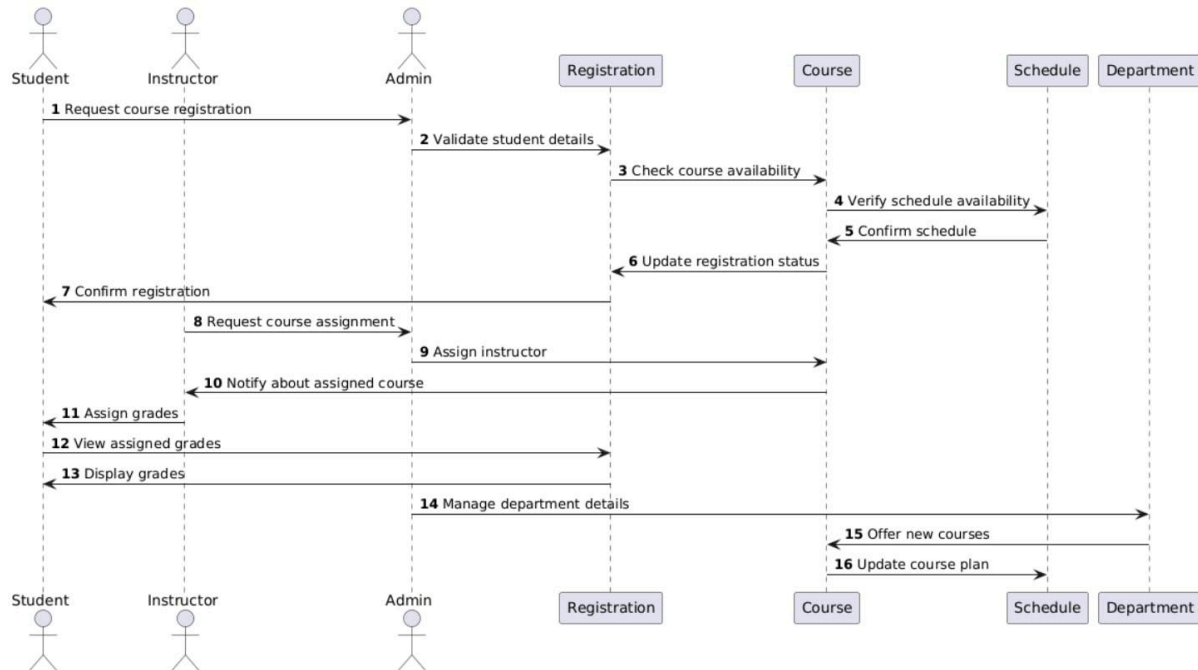 Student
Instructor
Admin
Registration
Course
Schedule
Department
1 Request course registration
2 Validate student details
3 Check course availability
4 Verify schedule availability
5 Confirm schedule
6 Update registration status
7 Confirm registration
8 Request course assignment
9 Assign instructor
10 Notify about assigned course
11 Assign grades
12 View assigned grades
13 Display grades
14 Manage department details
15 Offer new courses
16 Update course plan
Student
Instructor
Admin
Registration
Course
Schedule
Department